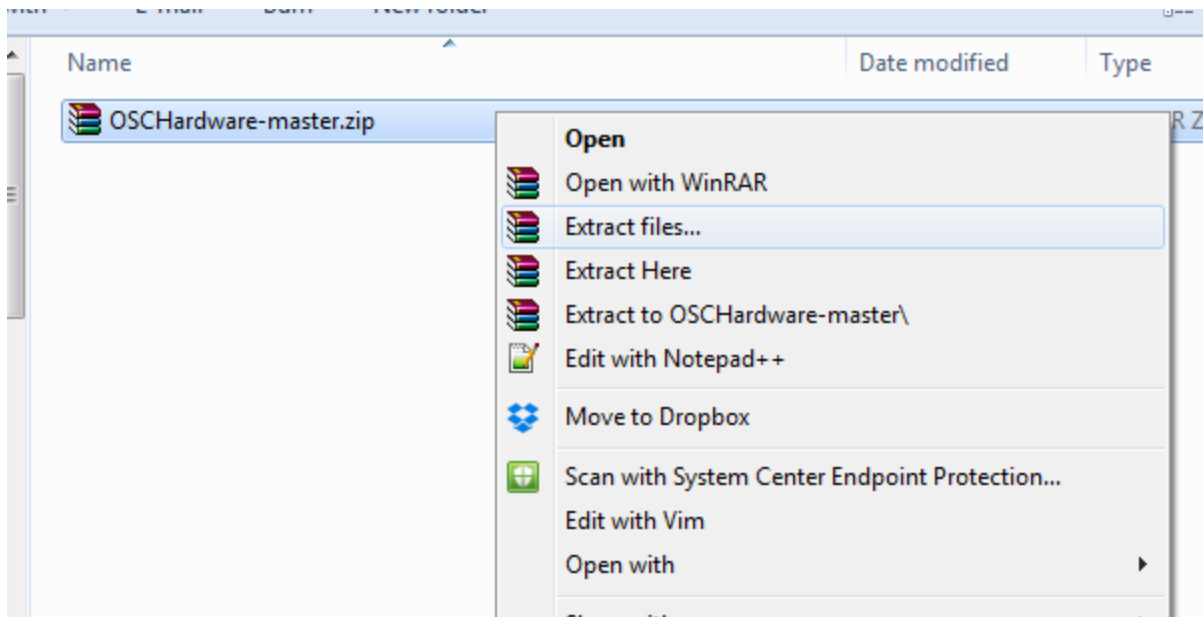 Name Date modified Type
OSCHardware-master.zip
Open
Open with WinRAR
Extract files...
Extract Here
Extract to OSCHardware-master\
Edit with Notepad++
Move to Dropbox
Scan with System Center Endpoint Protection...
Edit with Vim
Open with